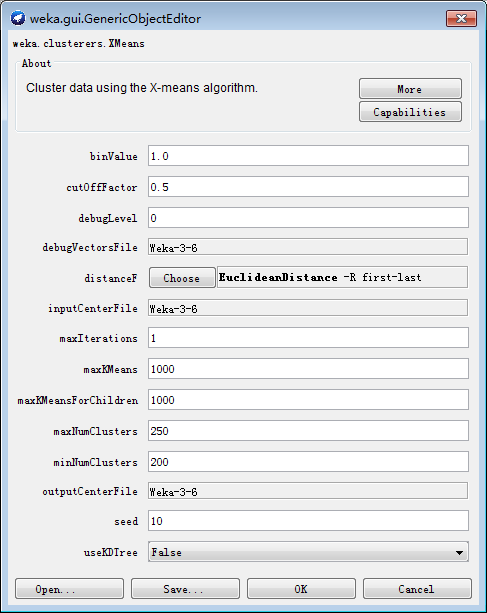 weka.gui.GenericObjectEditor
weka.clusterers.XMeans
About
Cluster data using the X-means algorithm.
More
Capabilities
binValue 1.0
cutOffFactor 0.5
debugLevel 0
debugVectorsFile Weka-3-6
distanceF Choose EuclideanDistance -R first-last
inputCenterFile Weka-3-6
maxIterations 1
maxKMeans 1000
maxKMeansForChildren 1000
maxNumClusters 250
minNumClusters 200
outputCenterFile Weka-3-6
seed 10
useKDTree False
Open... Save... OK Cancel